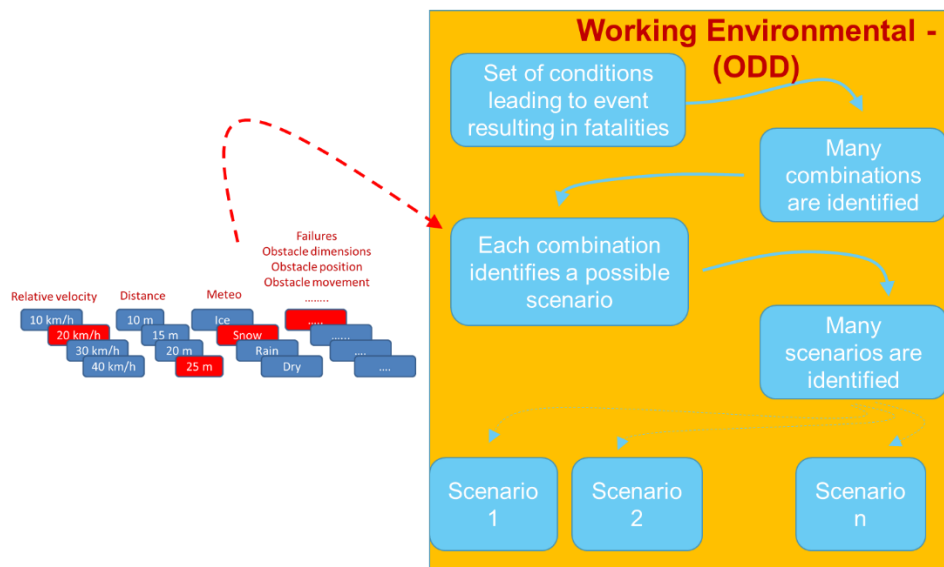 Working Environmental -
(ODD)
Set of conditions
leading to event
resulting in fatalities
Many
combinations
are identified
Each combination
identifies a possible
scenario
Many
scenarios are
identified
Scenario
1
Scenario
2
Scenario
n
Failures
Obstacle dimensions
Obstacle position
Obstacle movement
........
Relative velocity
Distance
Meteo
10 km/h
20 km/h
30 km/h
40 km/h
10 m
15 m
20 m
25 m
Ice
Snow
Rain
Dry
.....
......
....
....